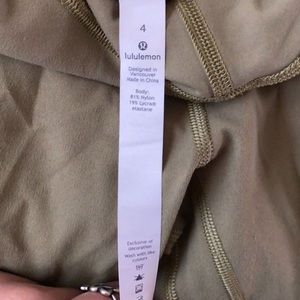 4
lululemon
Designed in
Vancouver
Made in China
Body:
81% Nylon
19% Lycra®
elastane
Exclusive of
decoration
Wash with like
colours